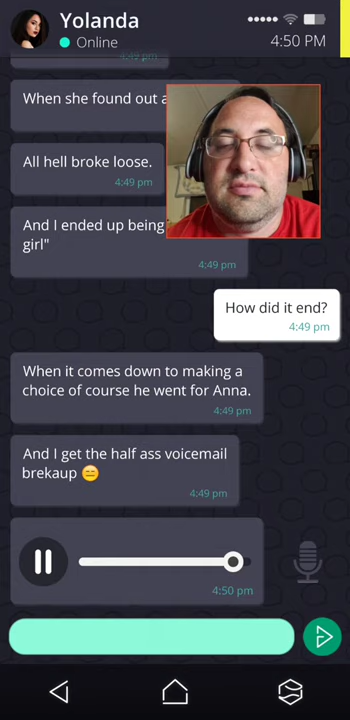 Yolanda
Online
4:50 PM
4:49 pm
When she found out a
All hell broke loose.
4:49 pm
And I ended up being
girl"
4:49 pm
How did it end?
4:49 pm
When it comes down to making a
choice of course he went for Anna.
4:49 pm
And I get the half ass voicemail
brekaup 😑
4:49 pm
4:50 pm